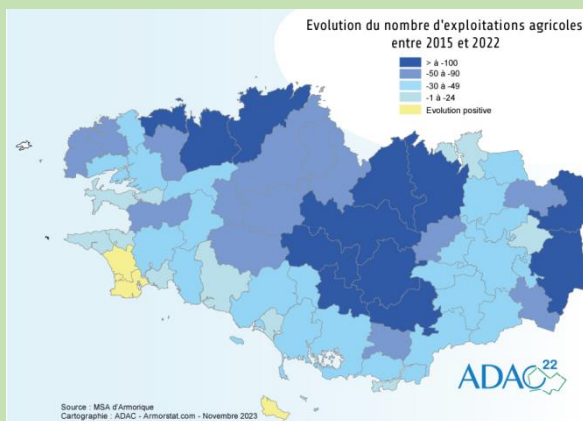 Evolution du nombre d'exploitations agricoles
entre 2015 et 2022
> à -100
-50 à -90
-30 à -49
-1 à -24
Evolution positive
ADAC 22
Source : MSA d'Armorique
Cartographie : ADAC - Armorstat.com - Novembre 2023